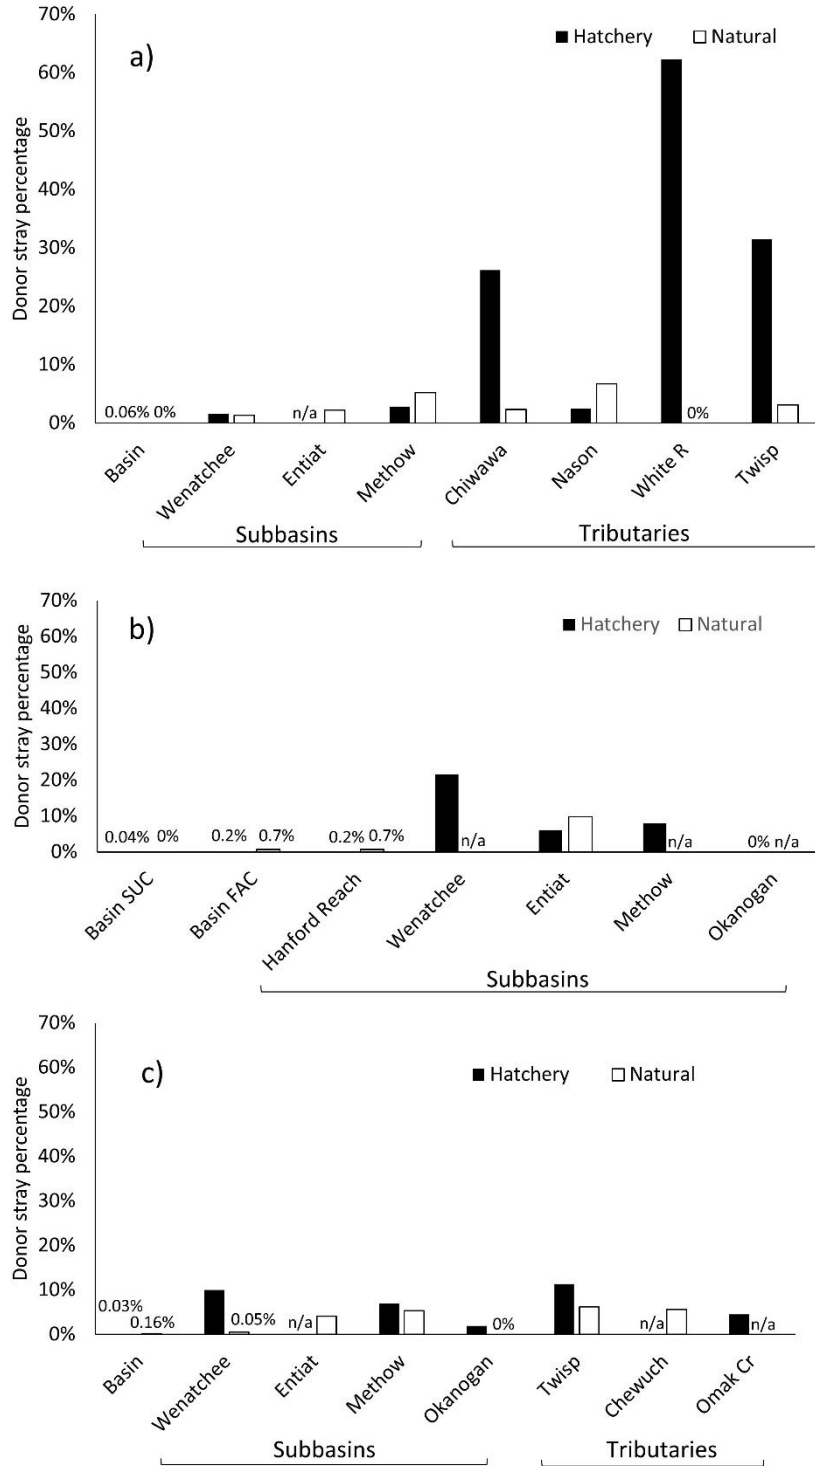 70%
60%
50%
40%
30%
20%
10%
0%
Donor stray percentage
a)
Hatchery Natural
0.06% 0% n/a 0%
Basin Wenatchee Entiat Methow Chiwawa Nason White R Twisp
Subbasins Tributaries
70%
60%
50%
40%
30%
20%
10%
0%
Donor stray percentage
b)
Hatchery Natural
0.04% 0% 0.2% 0.7% 0.2% 0.7% n/a n/a 0% n/a
Basin SUC Basin FAC Hanford Reach Wenatchee Entiat Methow Okanogan
Subbasins
70%
60%
50%
40%
30%
20%
10%
0%
Donor stray percentage
c)
Hatchery Natural
0.03% 0.16% 0.05% n/a 0% n/a n/a
Basin Wenatchee Entiat Methow Okanogan Twisp Chewuch Omak Cr
Subbasins Tributaries